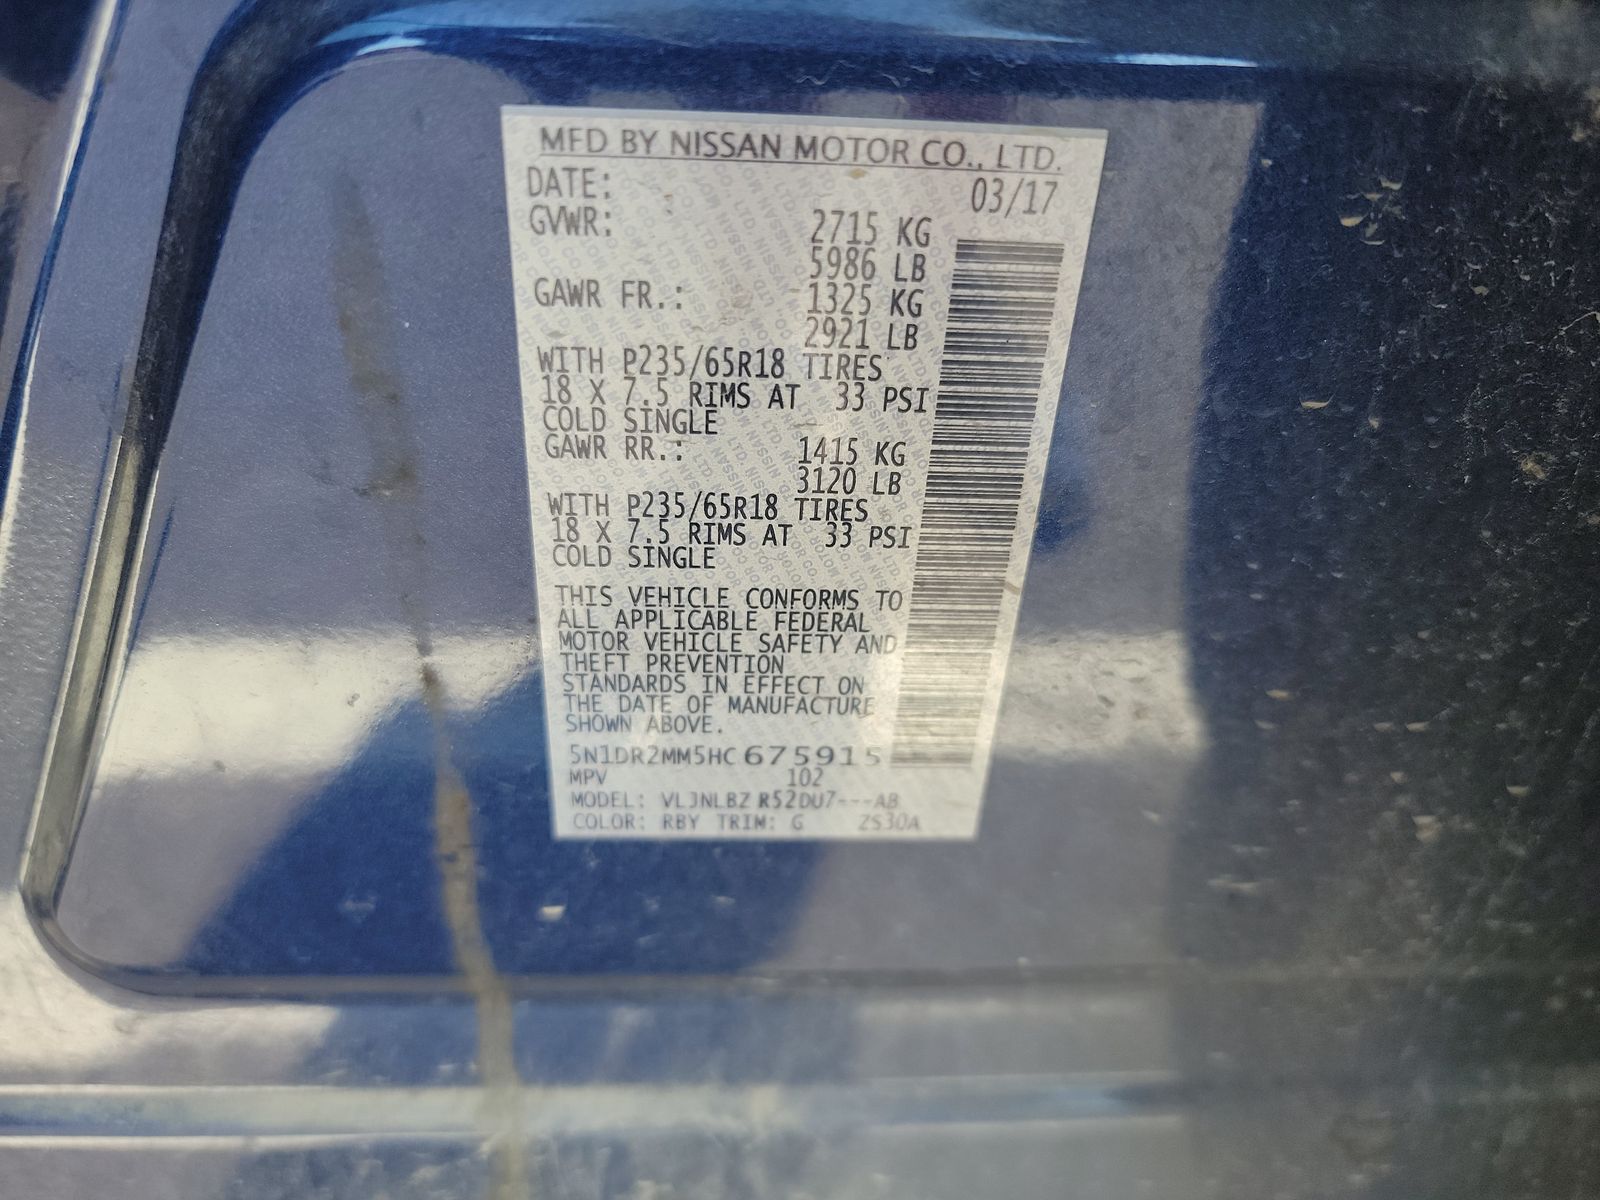 MFD BY NISSAN MOTOR CO., LTD.
DATE: 03/17
GVWR: 2715 KG
5986 LB
GAWR FR.: 1325 KG
2921 LB
WITH P235/65R18 TIRES
18 X 7.5 RIMS AT 33 PSI
COLD SINGLE
GAWR RR.: 1415 KG
3120 LB
WITH P235/65R18 TIRES
18 X 7.5 RIMS AT 33 PSI
COLD SINGLE
THIS VEHICLE CONFORMS TO
ALL APPLICABLE FEDERAL
MOTOR VEHICLE SAFETY AND
THEFT PREVENTION
STANDARDS IN EFFECT ON
THE DATE OF MANUFACTURE
SHOWN ABOVE.
5N1DR2MM5HC675915
MPV 102
MODEL: VLJNLBZ R52DU7---AB
COLOR: RBY TRIM: G ZS30A